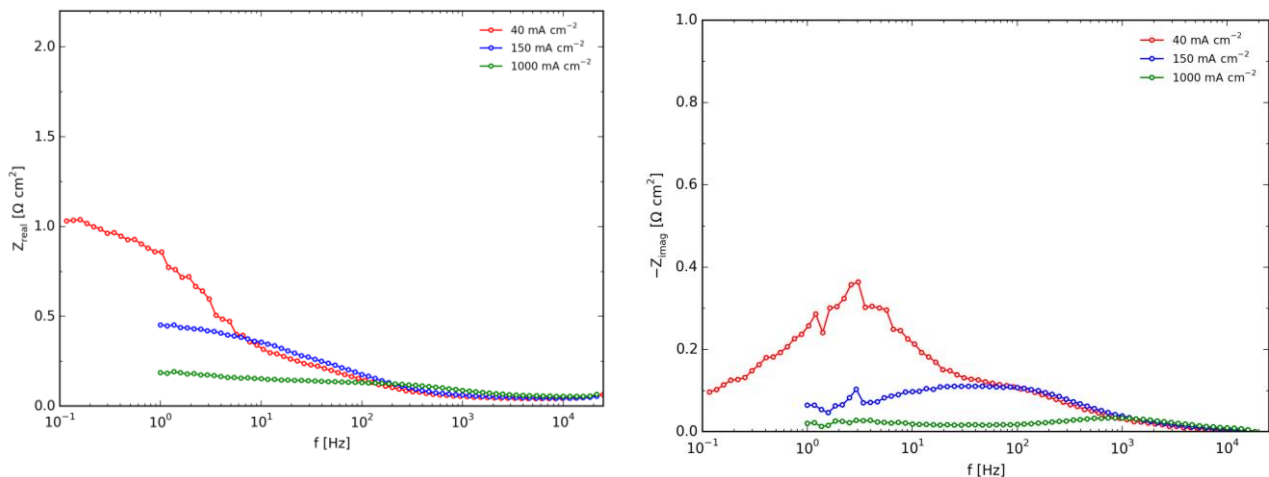 2.0
1.5
1.0
0.5
0.0
Z_real [Ω cm²]
10⁻¹ 10⁰ 10¹ 10² 10³ 10⁴
f [Hz]
40 mA cm⁻²
150 mA cm⁻²
1000 mA cm⁻²
1.0
0.8
0.6
0.4
0.2
0.0
−Z_imag [Ω cm²]
10⁻¹ 10⁰ 10¹ 10² 10³ 10⁴
f [Hz]
40 mA cm⁻²
150 mA cm⁻²
1000 mA cm⁻²